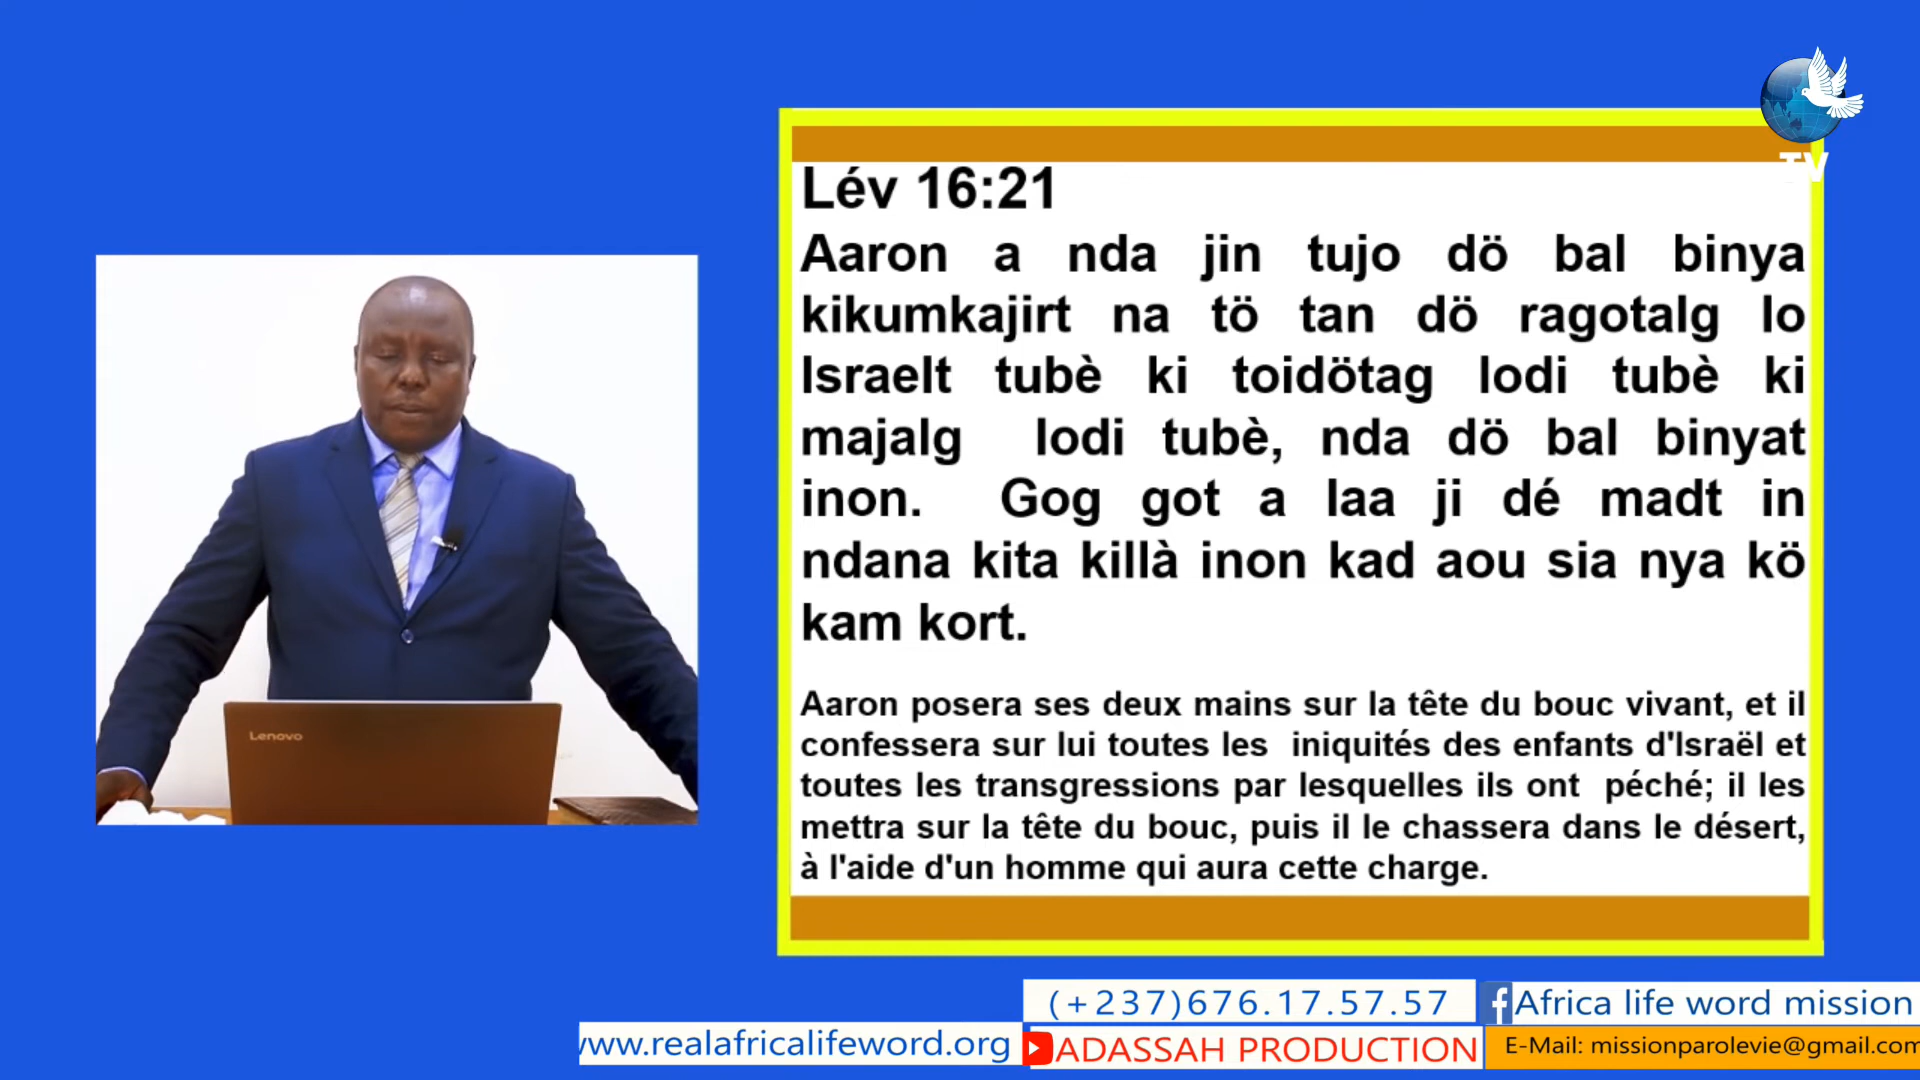 TV
Lév 16:21
Aaron a nda jin tujo dö bal binya
kikumkajirt na tö tan dö ragotalg lo
Israelt tubè ki toidötag lodi tubè ki
majalg lodi tubè, nda dö bal binyat
inon. Gog got a laa ji dé madt in
ndana kita killà inon kad aou sia nya kö
kam kort.
Aaron posera ses deux mains sur la tête du bouc vivant, et il
confessera sur lui toutes les iniquités des enfants d'Israël et
toutes les transgressions par lesquelles ils ont péché; il les
mettra sur la tête du bouc, puis il le chassera dans le désert,
à l'aide d'un homme qui aura cette charge.
Lenovo
(+237)676.17.57.57
Africa life word mission
www.realafricalifeword.org
ADASSAH PRODUCTION
E-Mail: missionparolevie@gmail.com